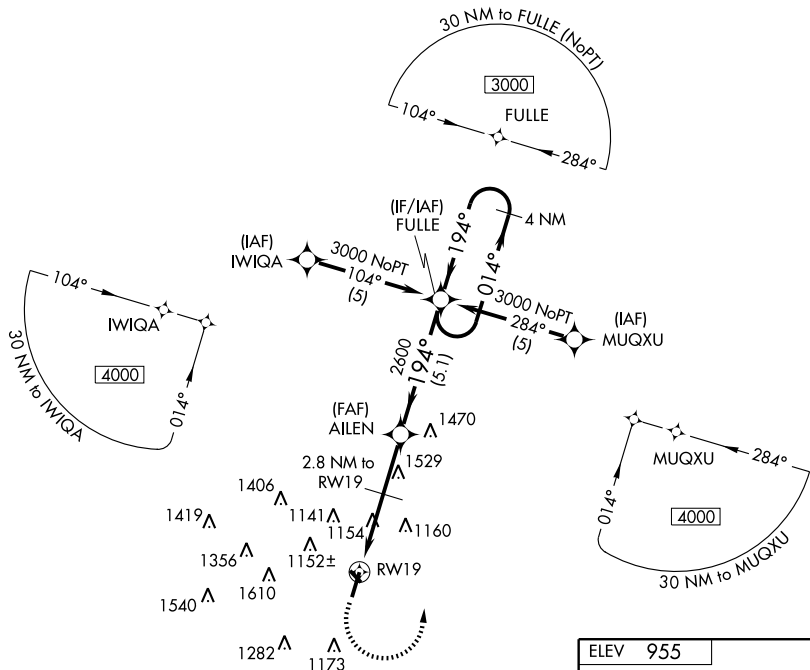 30 NM to FULLE (NoPT)
3000
FULLE
104°
284°
(IF/IAF)
FULLE
4 NM
194°
014°
(IAF)
IWIQA
3000 NoPT
104°
(5)
3000 NoPT
284°
(5)
(IAF)
MUQXU
104°
IWIQA
4000
014°
30 NM to IWIQA
2600
194°
(5.1)
(FAF)
AILEN
1470
1529
2.8 NM to
RW19
MUQXU
284°
014°
4000
30 NM to MUQXU
1406
1419
1141
1154
1160
1356
1152±
1610
RW19
1540
1282
1173
ELEV 955